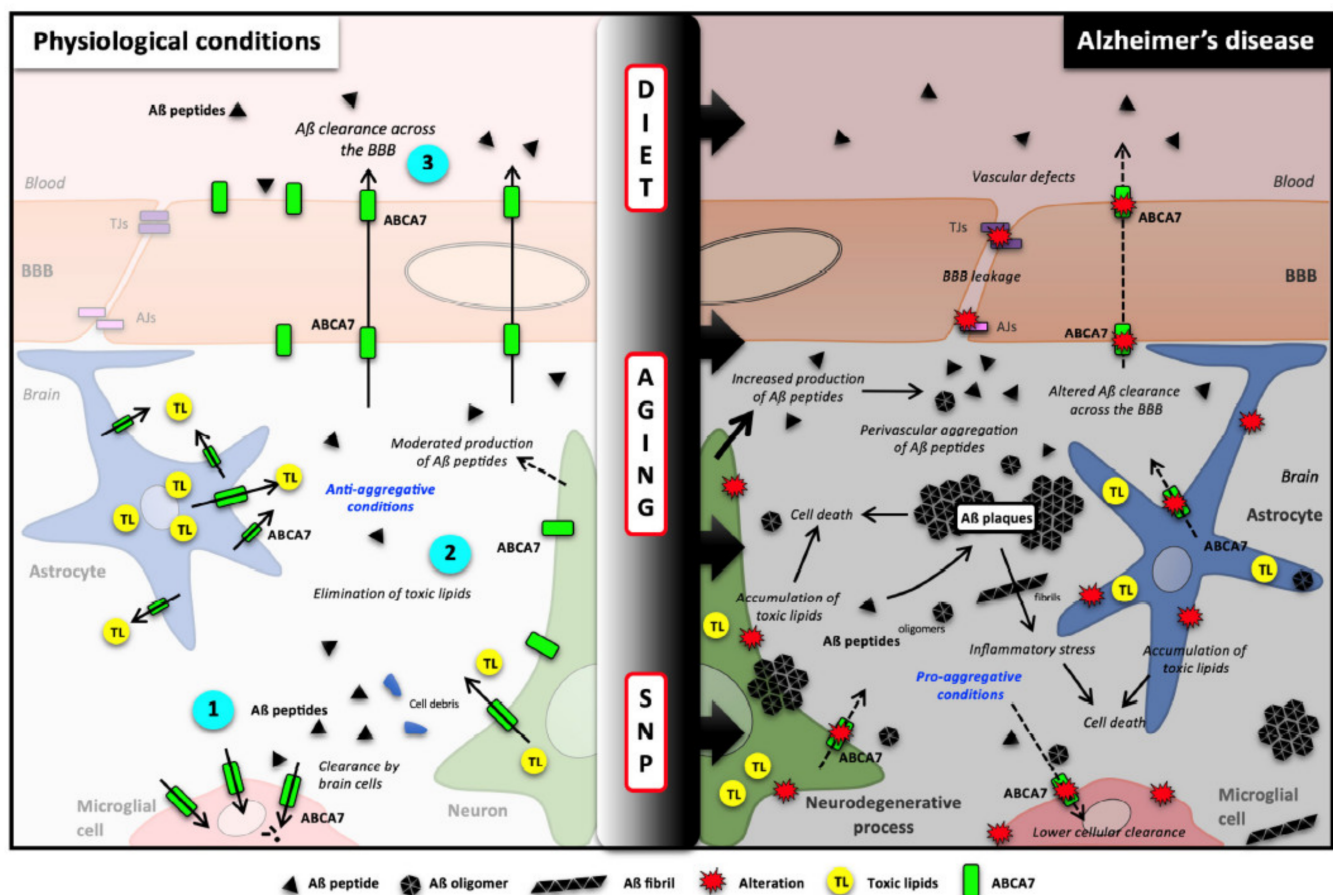 Physiological conditions
Aß peptides
Aß clearance across
the BBB
3
Blood
TJs
ABCA7
BBB
AJs
ABCA7
Brain
TL
TL
TL
TL
TL
TL
ABCA7
Astrocyte
TL
Moderated production
of Aß peptides
Anti-aggregative
conditions
2
ABCA7
Elimination of toxic lipids
1
Aß peptides
Cell debris
TL
TL
Clearance by
brain cells
ABCA7
Microglial
cell
Neuron
D
I
E
T
A
G
I
N
G
S
N
P
Alzheimer's disease
Vascular defects
Blood
TJs
ABCA7
BBB leakage
BBB
AJs
ABCA7
Increased production
of Aß peptides
Altered Aß clearance
across the BBB
Perivascular aggregation
of Aß peptides
Brain
Astrocyte
TL
Cell death
Aß plaques
ABCA7
TL
TL
Accumulation of
toxic lipids
fibrils
TL
Aß peptides
oligomers
Inflammatory stress
Accumulation of
toxic lipids
Pro-aggregative
conditions
Cell death
TL
TL
ABCA7
Neurodegenerative
process
ABCA7
Lower cellular clearance
Microglial
cell
Aß peptide
Aß oligomer
Aß fibril
Alteration
TL
Toxic lipids
ABCA7